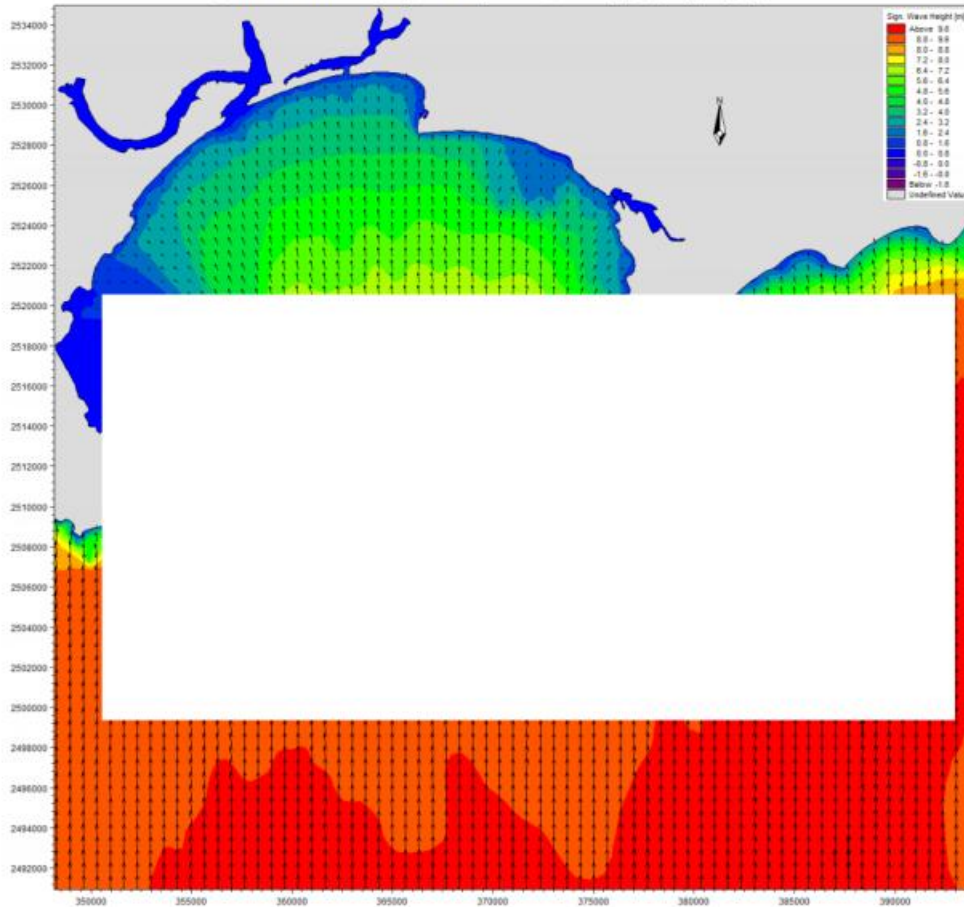 2534000
2532000
2530000
2528000
2526000
2524000
2522000
2520000
2518000
2516000
2514000
2512000
2510000
2508000
2506000
2504000
2502000
2500000
2498000
2496000
2494000
2492000
350000 355000 360000 365000 370000 375000 380000 385000 390000
N
Sign. Wave Height [m]
Above 9.6
8.8 - 9.6
8.0 - 8.8
7.2 - 8.0
6.4 - 7.2
5.6 - 6.4
4.8 - 5.6
4.0 - 4.8
3.2 - 4.0
2.4 - 3.2
1.6 - 2.4
0.8 - 1.6
0.0 - 0.8
-0.8 - 0.0
-1.6 - -0.8
Below -1.6
Undefined Valu